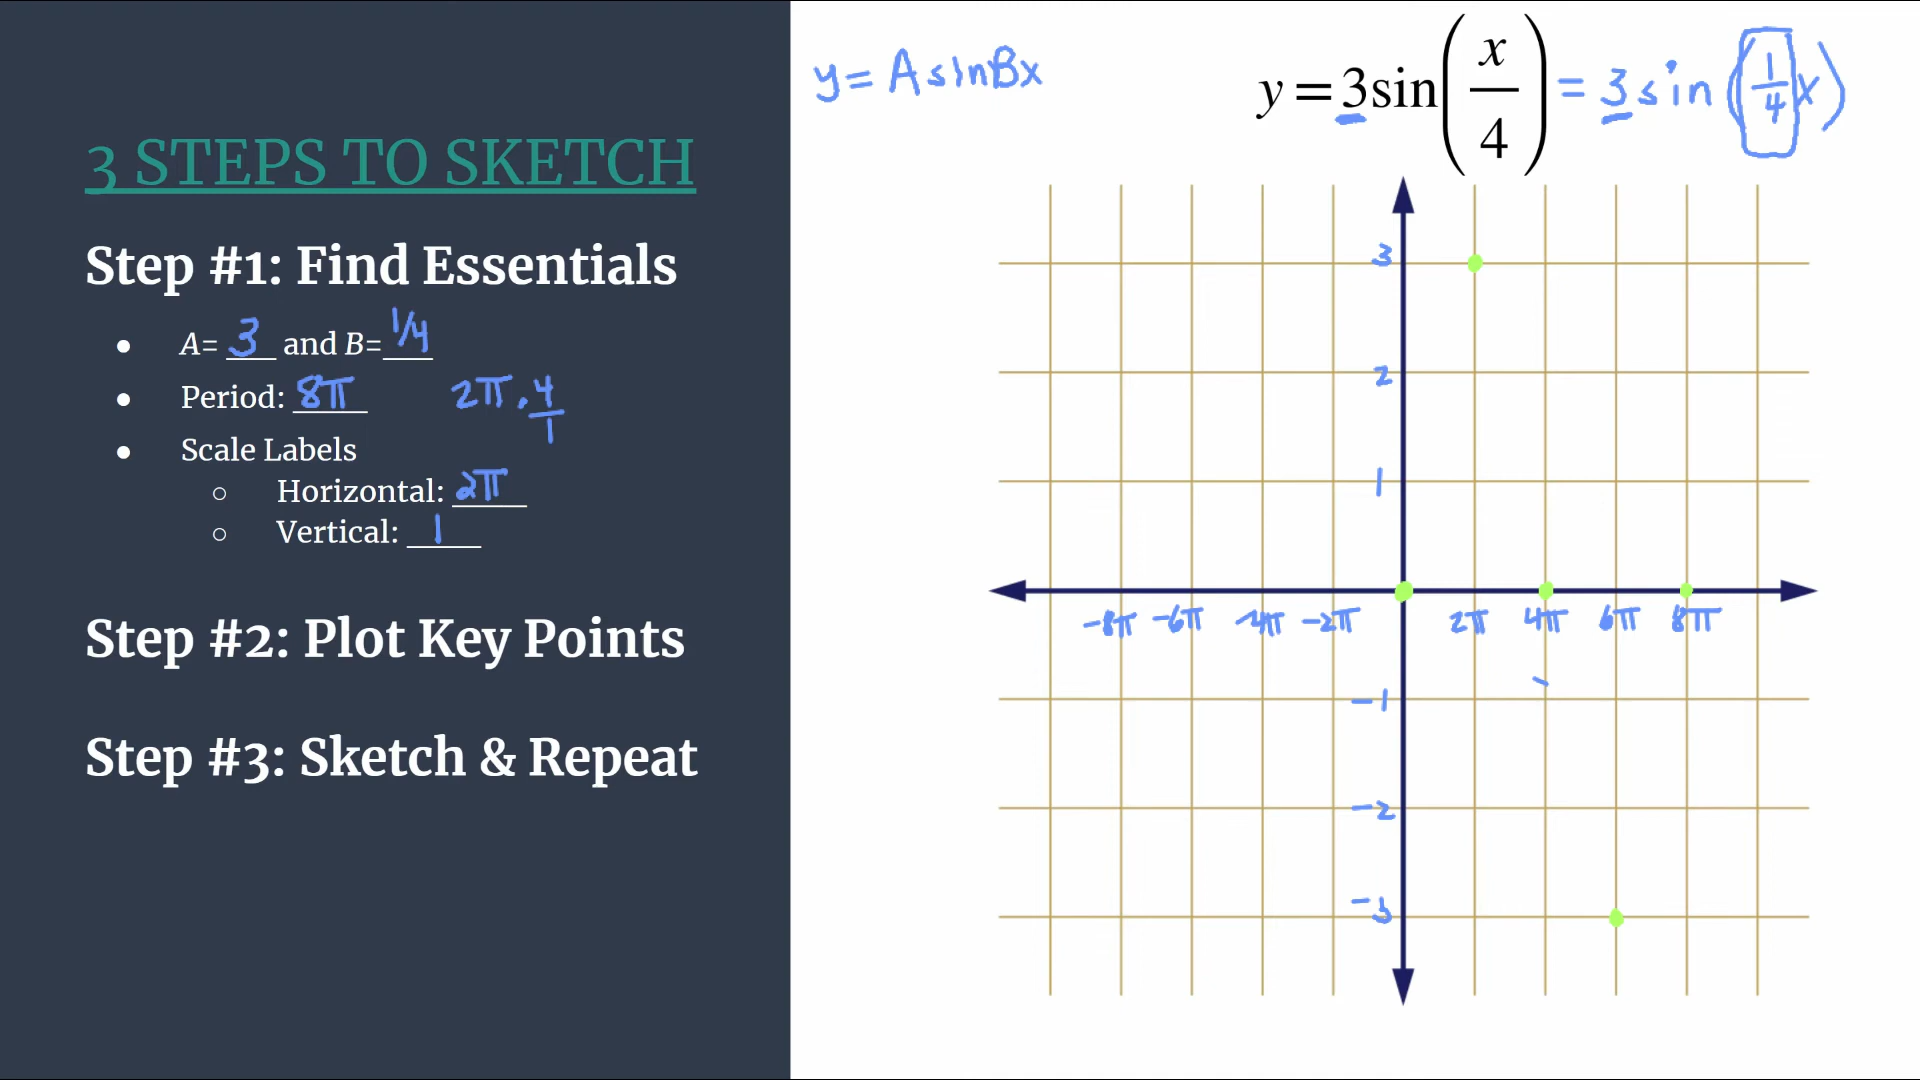 3 STEPS TO SKETCH
Step #1: Find Essentials
● A= 3 and B= 1/4
● Period: 8π 2π · 4/1
● Scale Labels
○ Horizontal: 2π
○ Vertical: 1
Step #2: Plot Key Points
Step #3: Sketch & Repeat
y = A sin Bx
y = 3sin(x/4) = 3 sin (1/4 x)
3
2
1
-8π -6π -4π -2π 2π 4π 6π 8π
-1
-2
-3